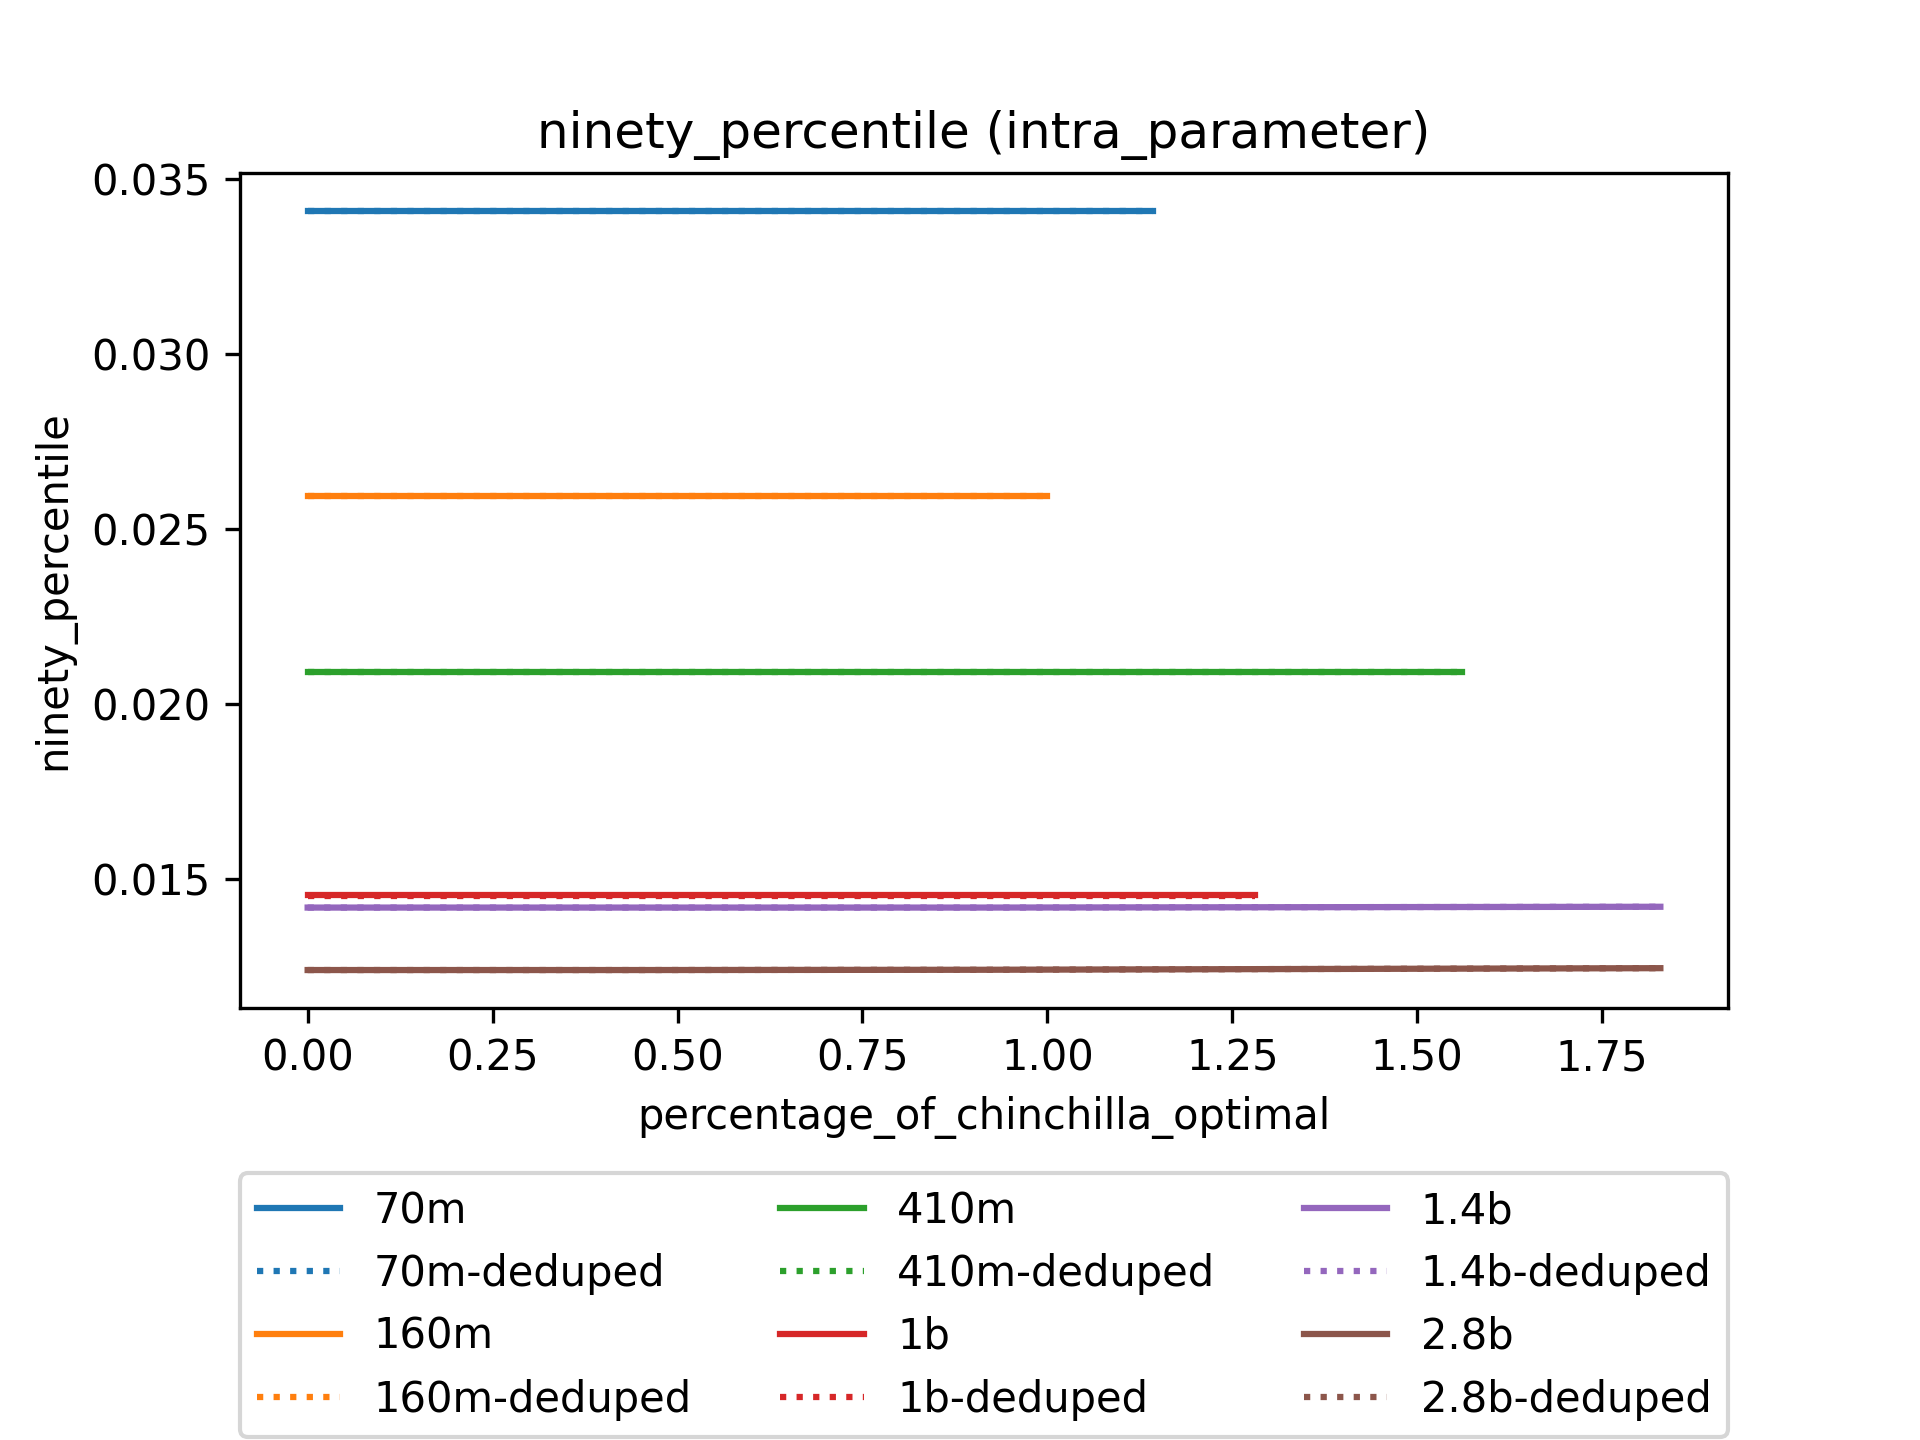 ninety_percentile (intra_parameter)
0.035
0.030
0.025
0.020
0.015
ninety_percentile
0.00 0.25 0.50 0.75 1.00 1.25 1.50 1.75
percentage_of_chinchilla_optimal
70m
70m-deduped
160m
160m-deduped
410m
410m-deduped
1b
1b-deduped
1.4b
1.4b-deduped
2.8b
2.8b-deduped